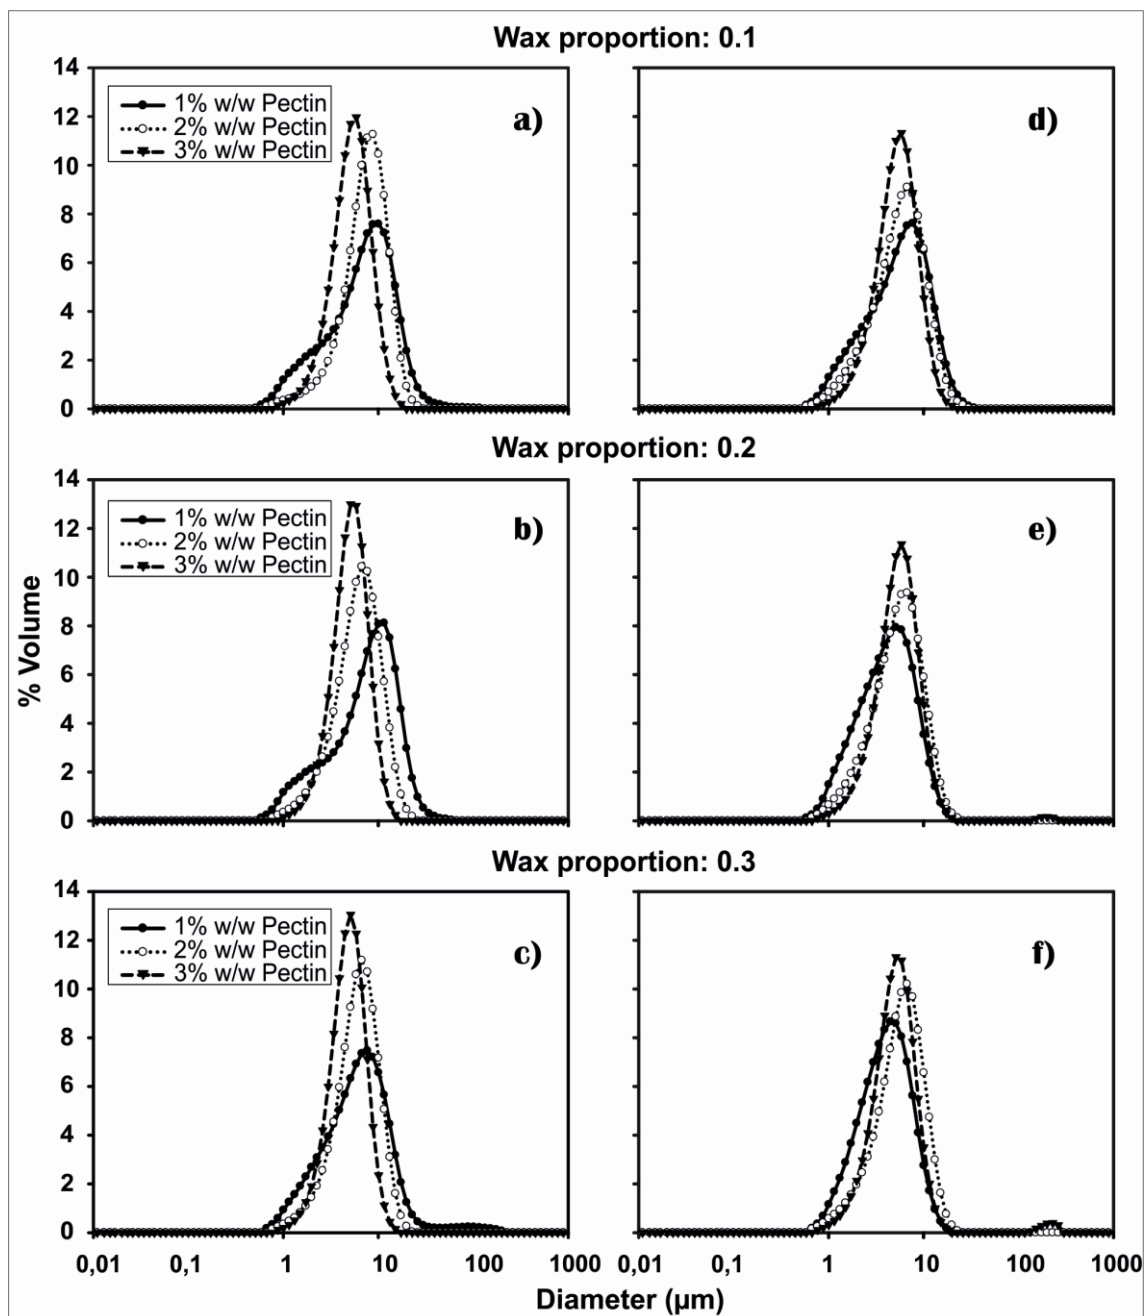 Wax proportion: 0.1
14
12
10
8
6
4
2
0
1% w/w Pectin
2% w/w Pectin
3% w/w Pectin
a)
d)
Wax proportion: 0.2
14
12
10
8
6
4
2
0
1% w/w Pectin
2% w/w Pectin
3% w/w Pectin
b)
e)
% Volume
Wax proportion: 0.3
14
12
10
8
6
4
2
0
1% w/w Pectin
2% w/w Pectin
3% w/w Pectin
c)
f)
0,01 0,1 1 10 100 1000 0,01 0,1 1 10 100 1000
Diameter (µm)